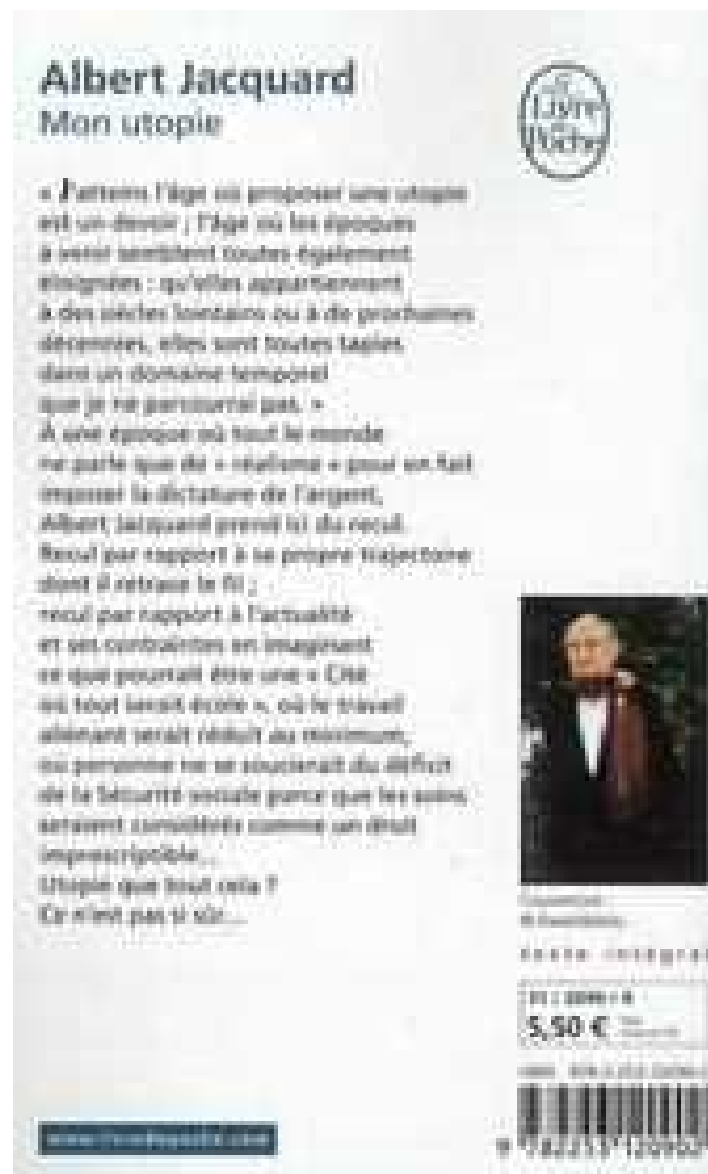 Albert Jacquard
Mon utopie
Le
Livre
de
Poche
« J'atteins l'âge où proposer une utopie
est un devoir ; l'âge où les époques
à venir semblent toutes également
éloignées : qu'elles appartiennent
à des siècles lointains ou à de prochaines
décennies, elles sont toutes tapies
dans un domaine temporel
que je ne parcourrai pas. »
À une époque où tout le monde
ne parle que de « réalisme » pour en fait
imposer la dictature de l'argent,
Albert Jacquard prend ici du recul.
Recul par rapport à sa propre trajectoire
dont il retrace le fil ;
recul par rapport à l'actualité
et ses contraintes en imaginant
ce que pourrait être une « Cité
où tout serait école », où le travail
aliénant serait réduit au minimum,
où personne ne se soucierait du déficit
de la Sécurité sociale parce que les soins
seraient considérés comme un droit
imprescriptible...
Utopie que tout cela ?
Ce n'est pas si sûr...
Couverture :
texte intégral
5,50 €
www.livredepoche.com
9 782253 120902